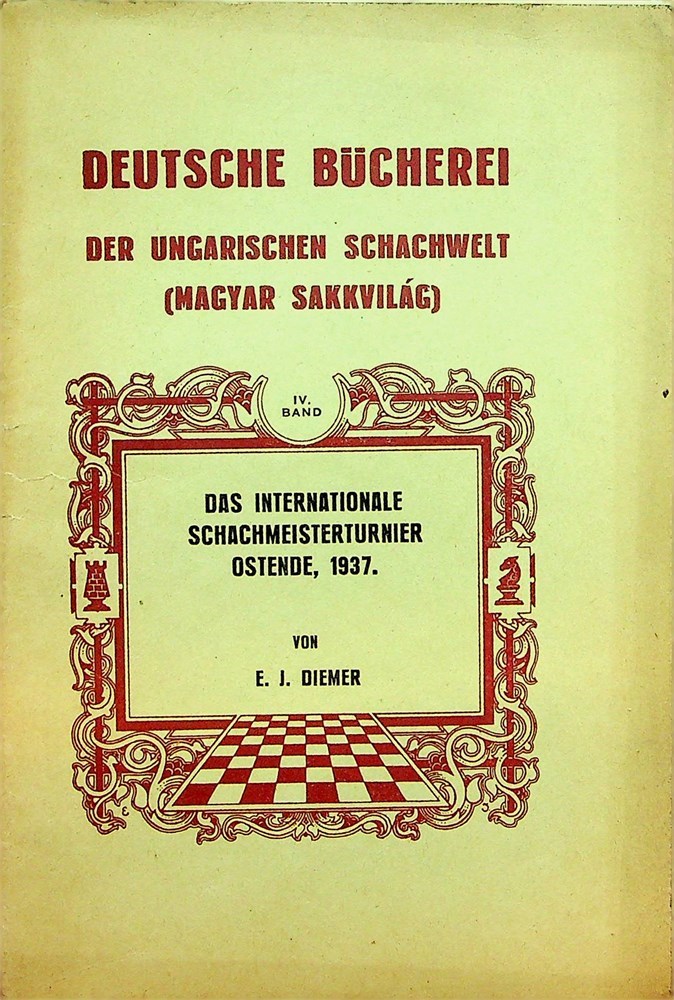 DEUTSCHE BÜCHEREI
DER UNGARISCHEN SCHACHWELT
(MAGYAR SAKKVILÁG)
IV.
BAND
DAS INTERNATIONALE
SCHACHMEISTERTURNIER
OSTENDE, 1937.
VON
E. J. DIEMER
E
J